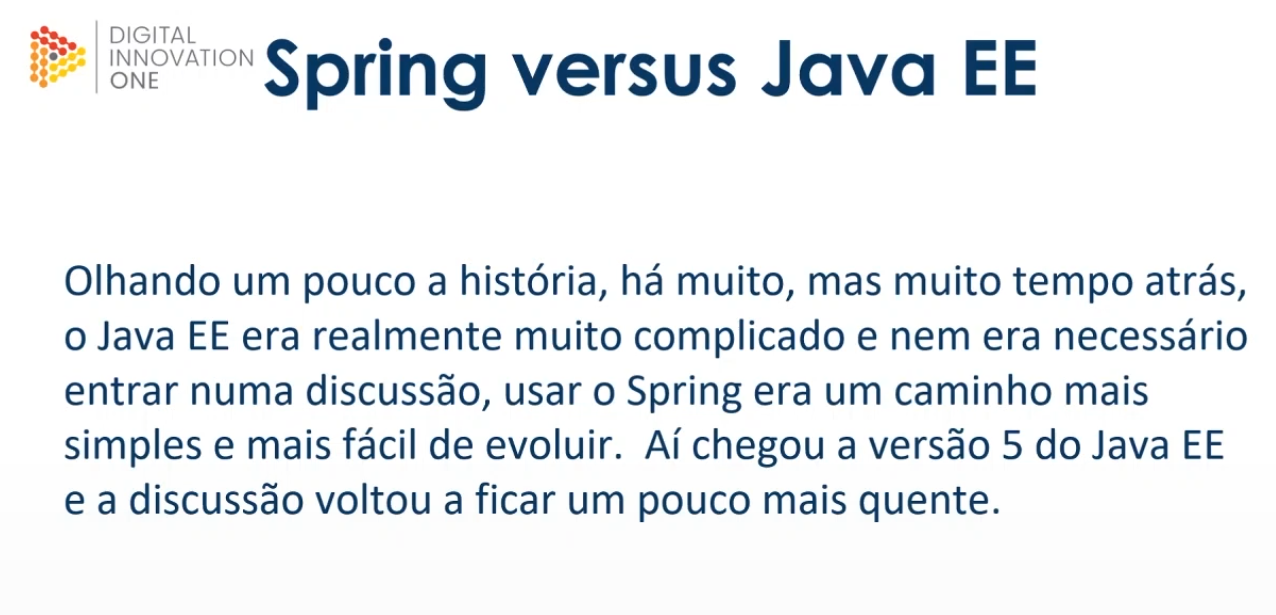 DIGITAL
INNOVATION
ONE
Spring versus Java EE
Olhando um pouco a história, há muito, mas muito tempo atrás,
o Java EE era realmente muito complicado e nem era necessário
entrar numa discussão, usar o Spring era um caminho mais
simples e mais fácil de evoluir.  Aí chegou a versão 5 do Java EE
e a discussão voltou a ficar um pouco mais quente.